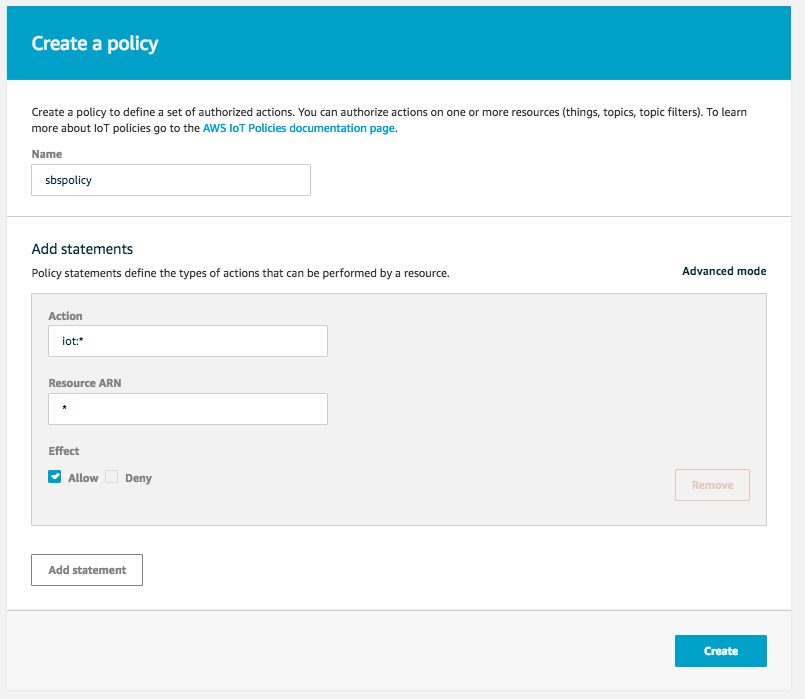 Create a policy
Create a policy to define a set of authorized actions. You can authorize actions on one or more resources (things, topics, topic filters). To learn
more about IoT policies go to the AWS IoT Policies documentation page.
Name
sbspolicy
Add statements
Policy statements define the types of actions that can be performed by a resource.
Advanced mode
Action
iot:*
Resource ARN
*
Effect
Allow Deny
Remove
Add statement
Create